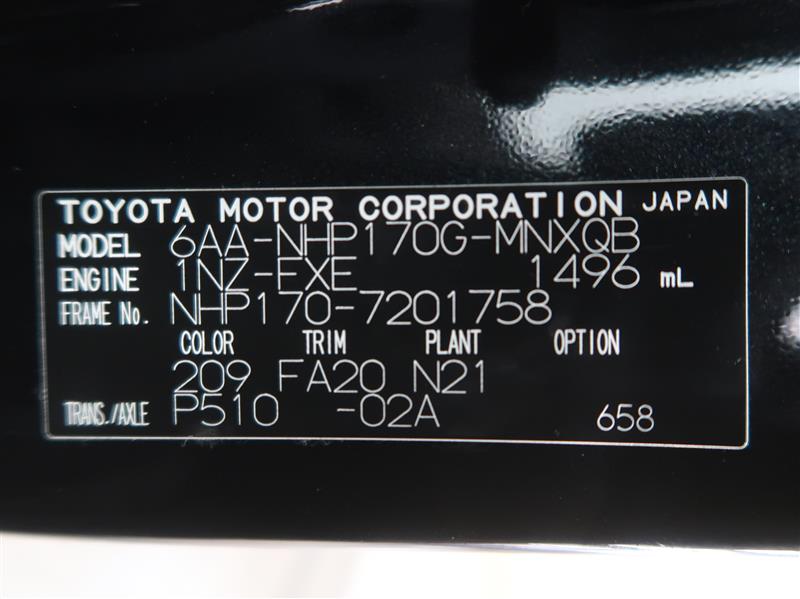 TOYOTA MOTOR CORPORATION JAPAN
MODEL 6AA-NHP170G-MNXQB
ENGINE 1NZ-FXE 1496 mL
FRAME No. NHP170-7201758
COLOR TRIM PLANT OPTION
209 FA20 N21
TRANS./AXLE P510 -02A 658